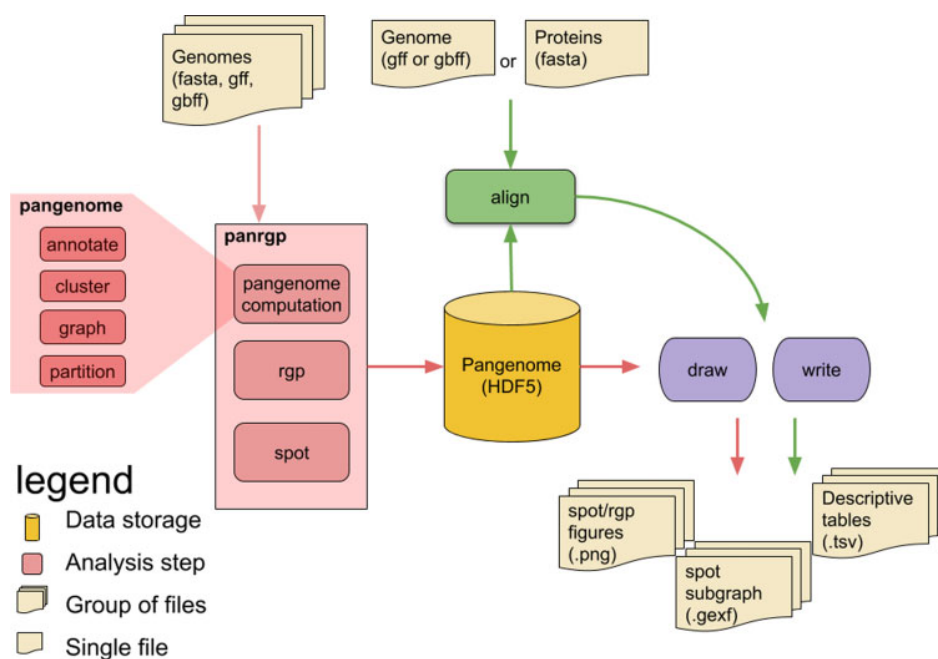 Genomes
(fasta, gff,
gbff)
Genome
(gff or gbff)
or
Proteins
(fasta)
align
pangenome
annotate
cluster
graph
partition
panrgp
pangenome
computation
rgp
spot
Pangenome
(HDF5)
draw
write
legend
Data storage
Analysis step
Group of files
Single file
spot/rgp
figures
(.png)
spot
subgraph
(.gexf)
Descriptive
tables
(.tsv)